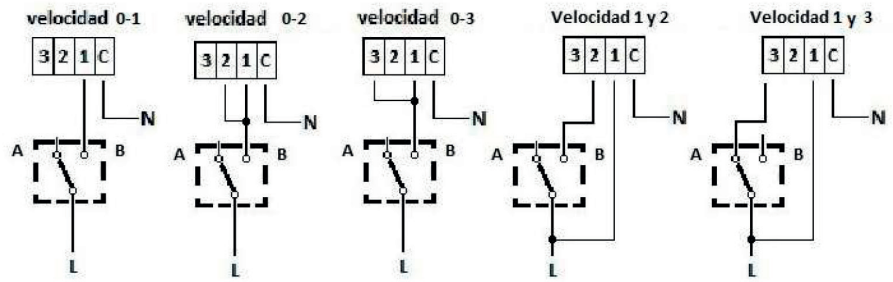 velocidad 0-1
3 2 1 C
N
A B
L
velocidad 0-2
3 2 1 C
N
A B
L
velocidad 0-3
3 2 1 C
N
A B
L
Velocidad 1 y 2
3 2 1 C
N
A B
L
Velocidad 1 y 3
3 2 1 C
N
A B
L